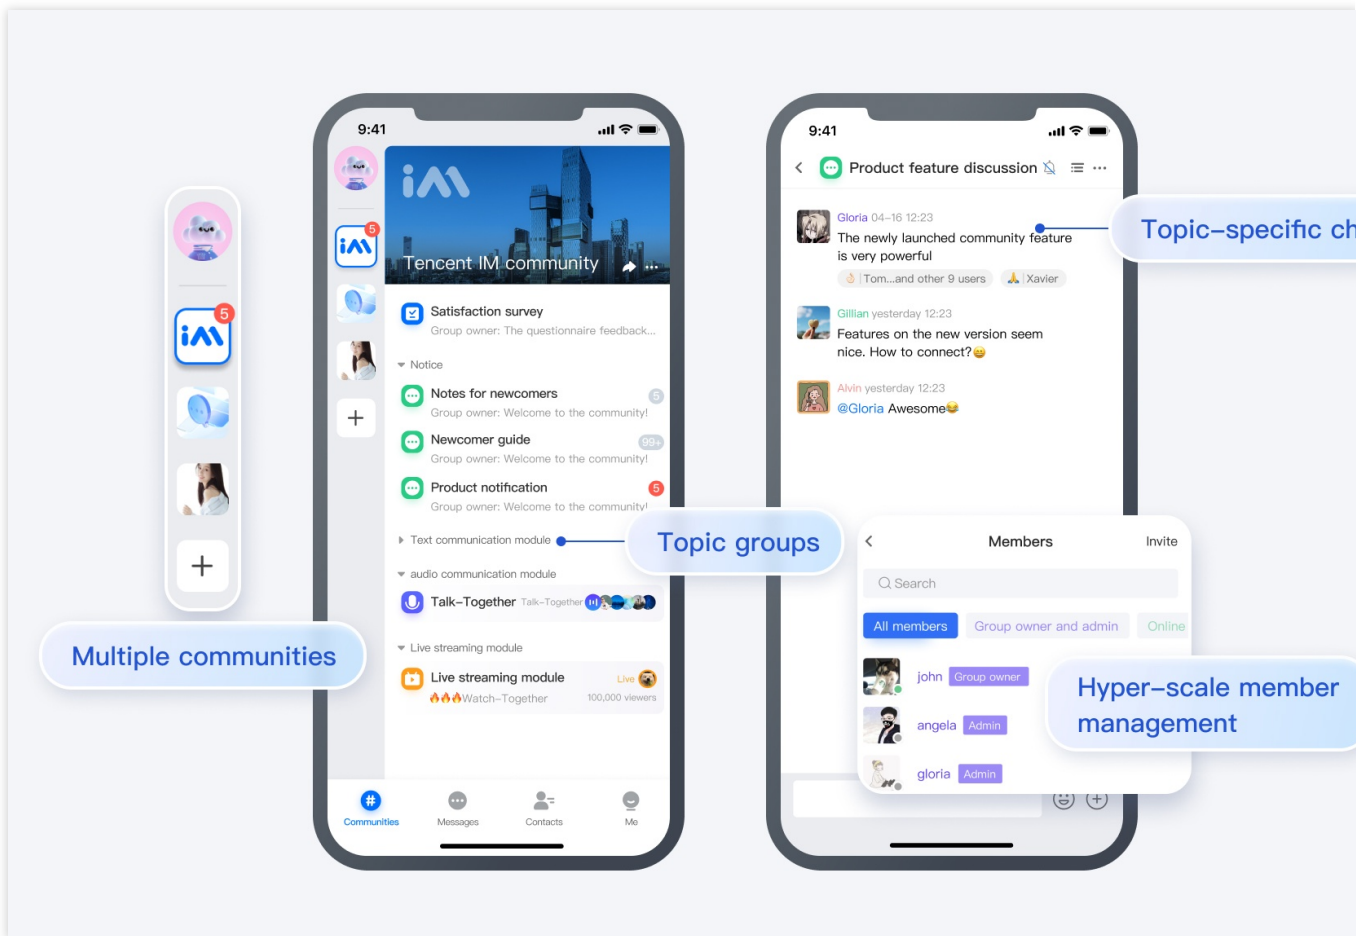 5
Multiple communities
9:41
5
iM
Tencent IM community
Satisfaction survey
Group owner: The questionnaire feedback...
Notice
Notes for newcomers
5
Group owner: Welcome to the community!
Newcomer guide
99+
Group owner: Welcome to the community!
Product notification
5
Group owner: Welcome to the community!
Text communication module
Topic groups
audio communication module
Talk-Together Talk-Together
Live streaming module
Live streaming module
Live
🔥🔥🔥Watch-Together
100,000 viewers
Communities
Messages
Contacts
Me
9:41
Product feature discussion
Gloria 04-16 12:23
The newly launched community feature
is very powerful
👌🏻 | Tom...and other 9 users
🙏 | Xavier
Topic-specific ch
Gillian yesterday 12:23
Features on the new version seem
nice. How to connect?😄
Alvin yesterday 12:23
@Gloria Awesome😂
Members
Invite
Search
All members
Group owner and admin
Online
john Group owner
angela Admin
gloria Admin
Hyper-scale member
management